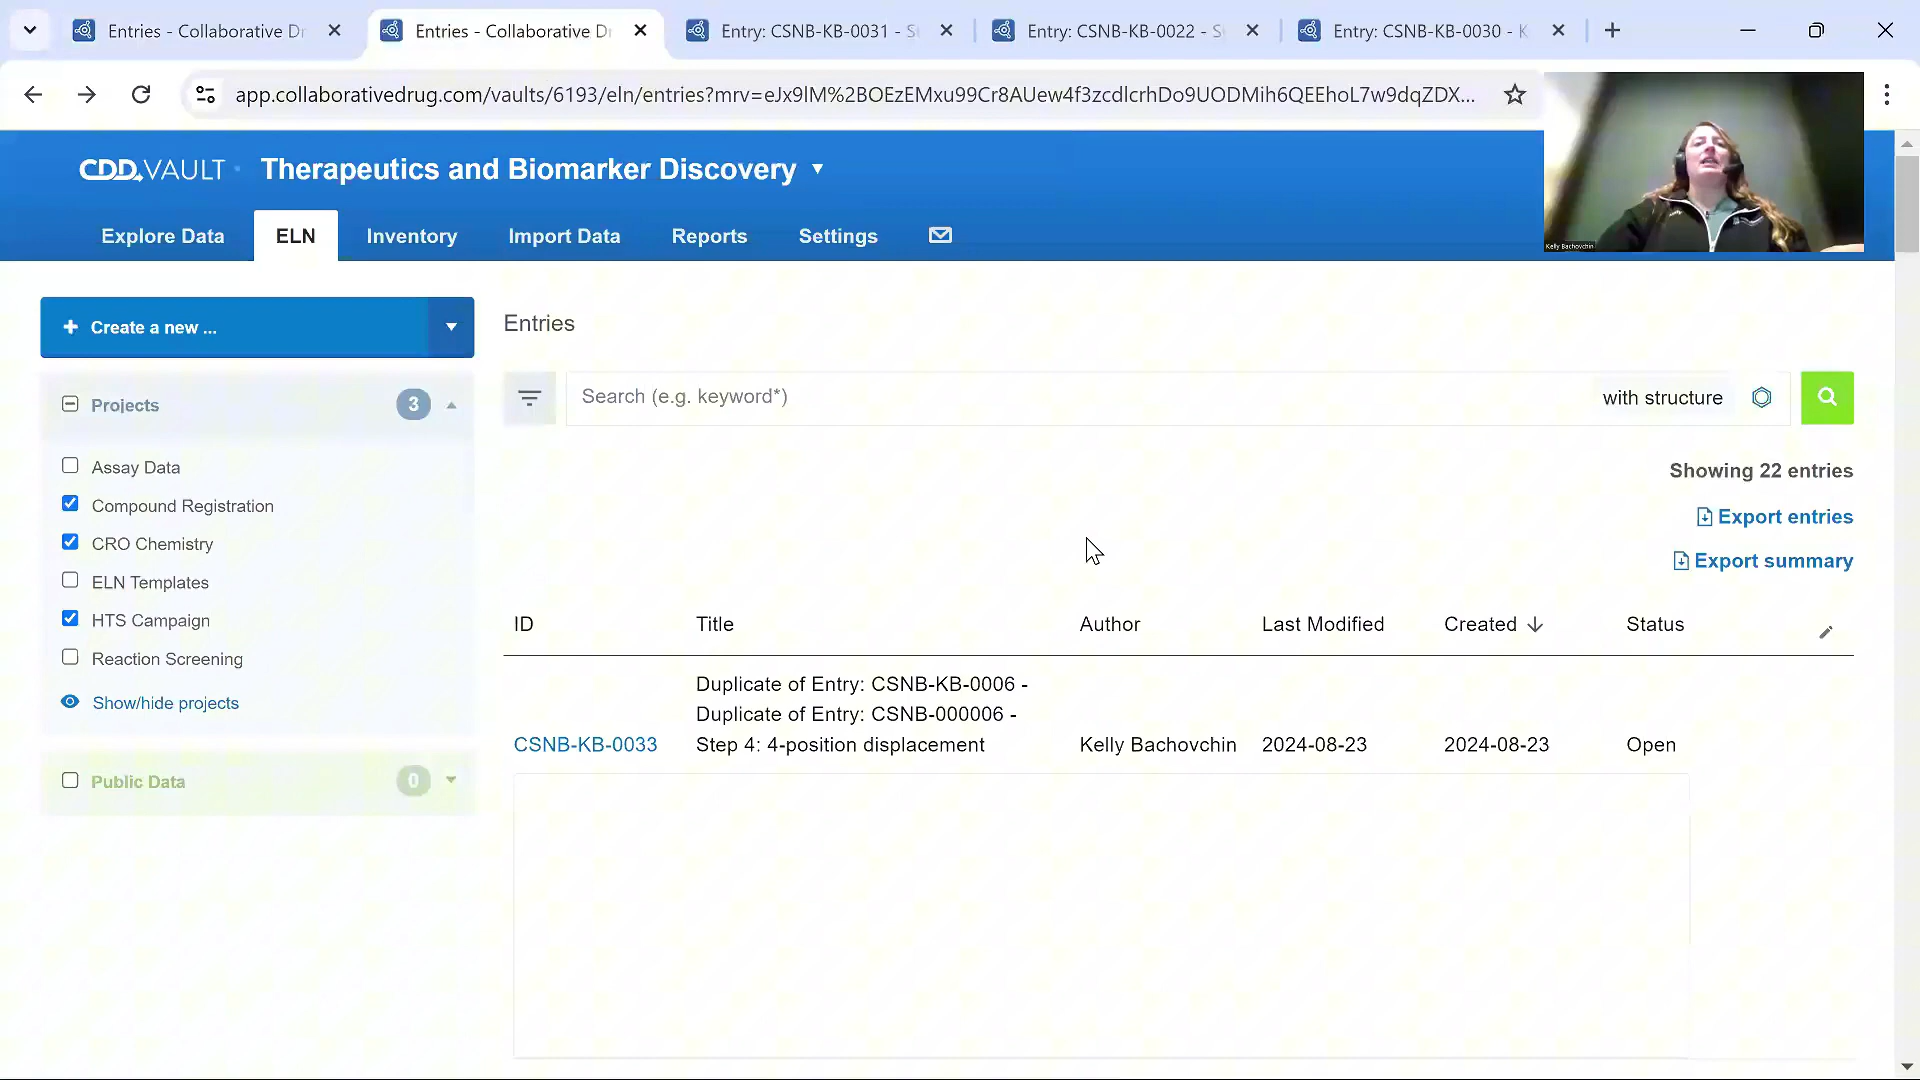 Entries - Collaborative Dr
Entries - Collaborative D
Entry: CSNB-KB-0031 - S
Entry: CSNB-KB-0022 - S
Entry: CSNB-KB-0030 - K
app.collaborativedrug.com/vaults/6193/eln/entries?mrv=eJx9lM%2BOEzEMxu99Cr8AUew4f3zcdlcrhDo9UODMih6QEEhoL7w9dqZDX...
CDD VAULT
Therapeutics and Biomarker Discovery
Kelly Bachovchin
Explore Data
ELN
Inventory
Import Data
Reports
Settings
+ Create a new ...
Projects
3
Assay Data
Compound Registration
CRO Chemistry
ELN Templates
HTS Campaign
Reaction Screening
Show/hide projects
Public Data
0
Entries
Search (e.g. keyword*)
with structure
Showing 22 entries
Export entries
Export summary
ID
Title
Author
Last Modified
Created
Status
CSNB-KB-0033
Duplicate of Entry: CSNB-KB-0006 -
Duplicate of Entry: CSNB-000006 -
Step 4: 4-position displacement
Kelly Bachovchin
2024-08-23
2024-08-23
Open